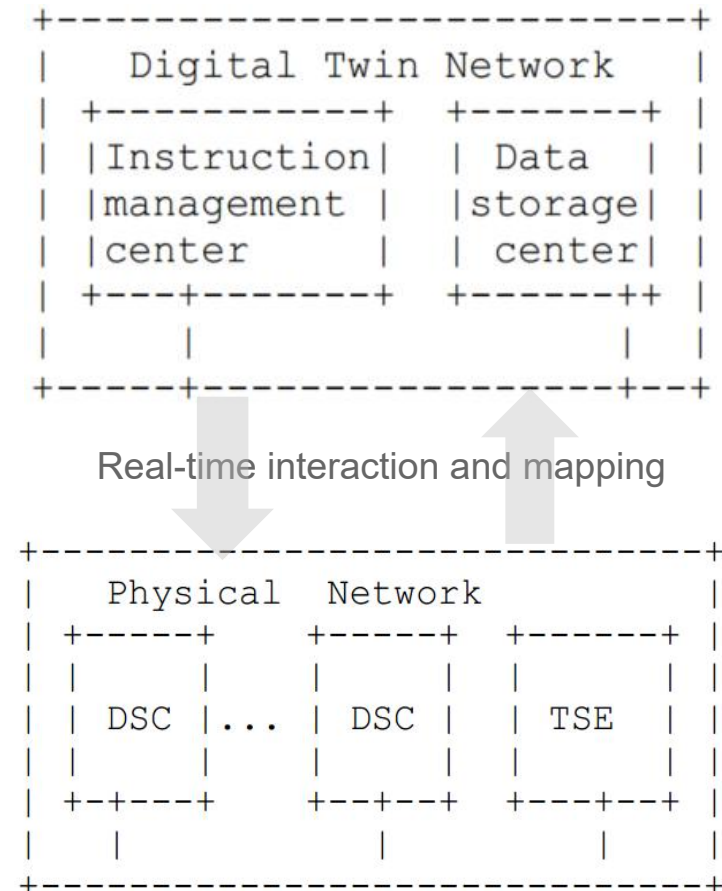 Digital Twin Network
Instruction management center
Data storage center
Real-time interaction and mapping
Physical Network
DSC ... DSC TSE